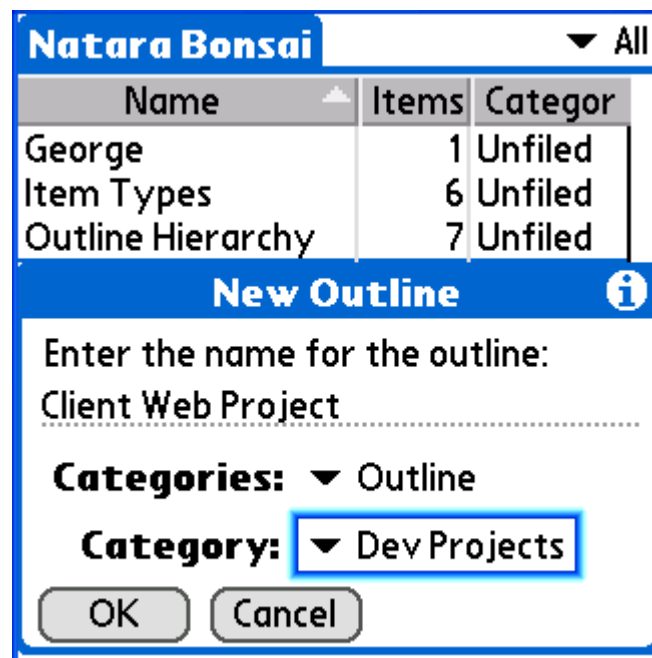 Natara Bonsai All
Name Items Categor
George 1 Unfiled
Item Types 6 Unfiled
Outline Hierarchy 7 Unfiled
New Outline i
Enter the name for the outline:
Client Web Project
Categories: Outline
Category: Dev Projects
OK Cancel